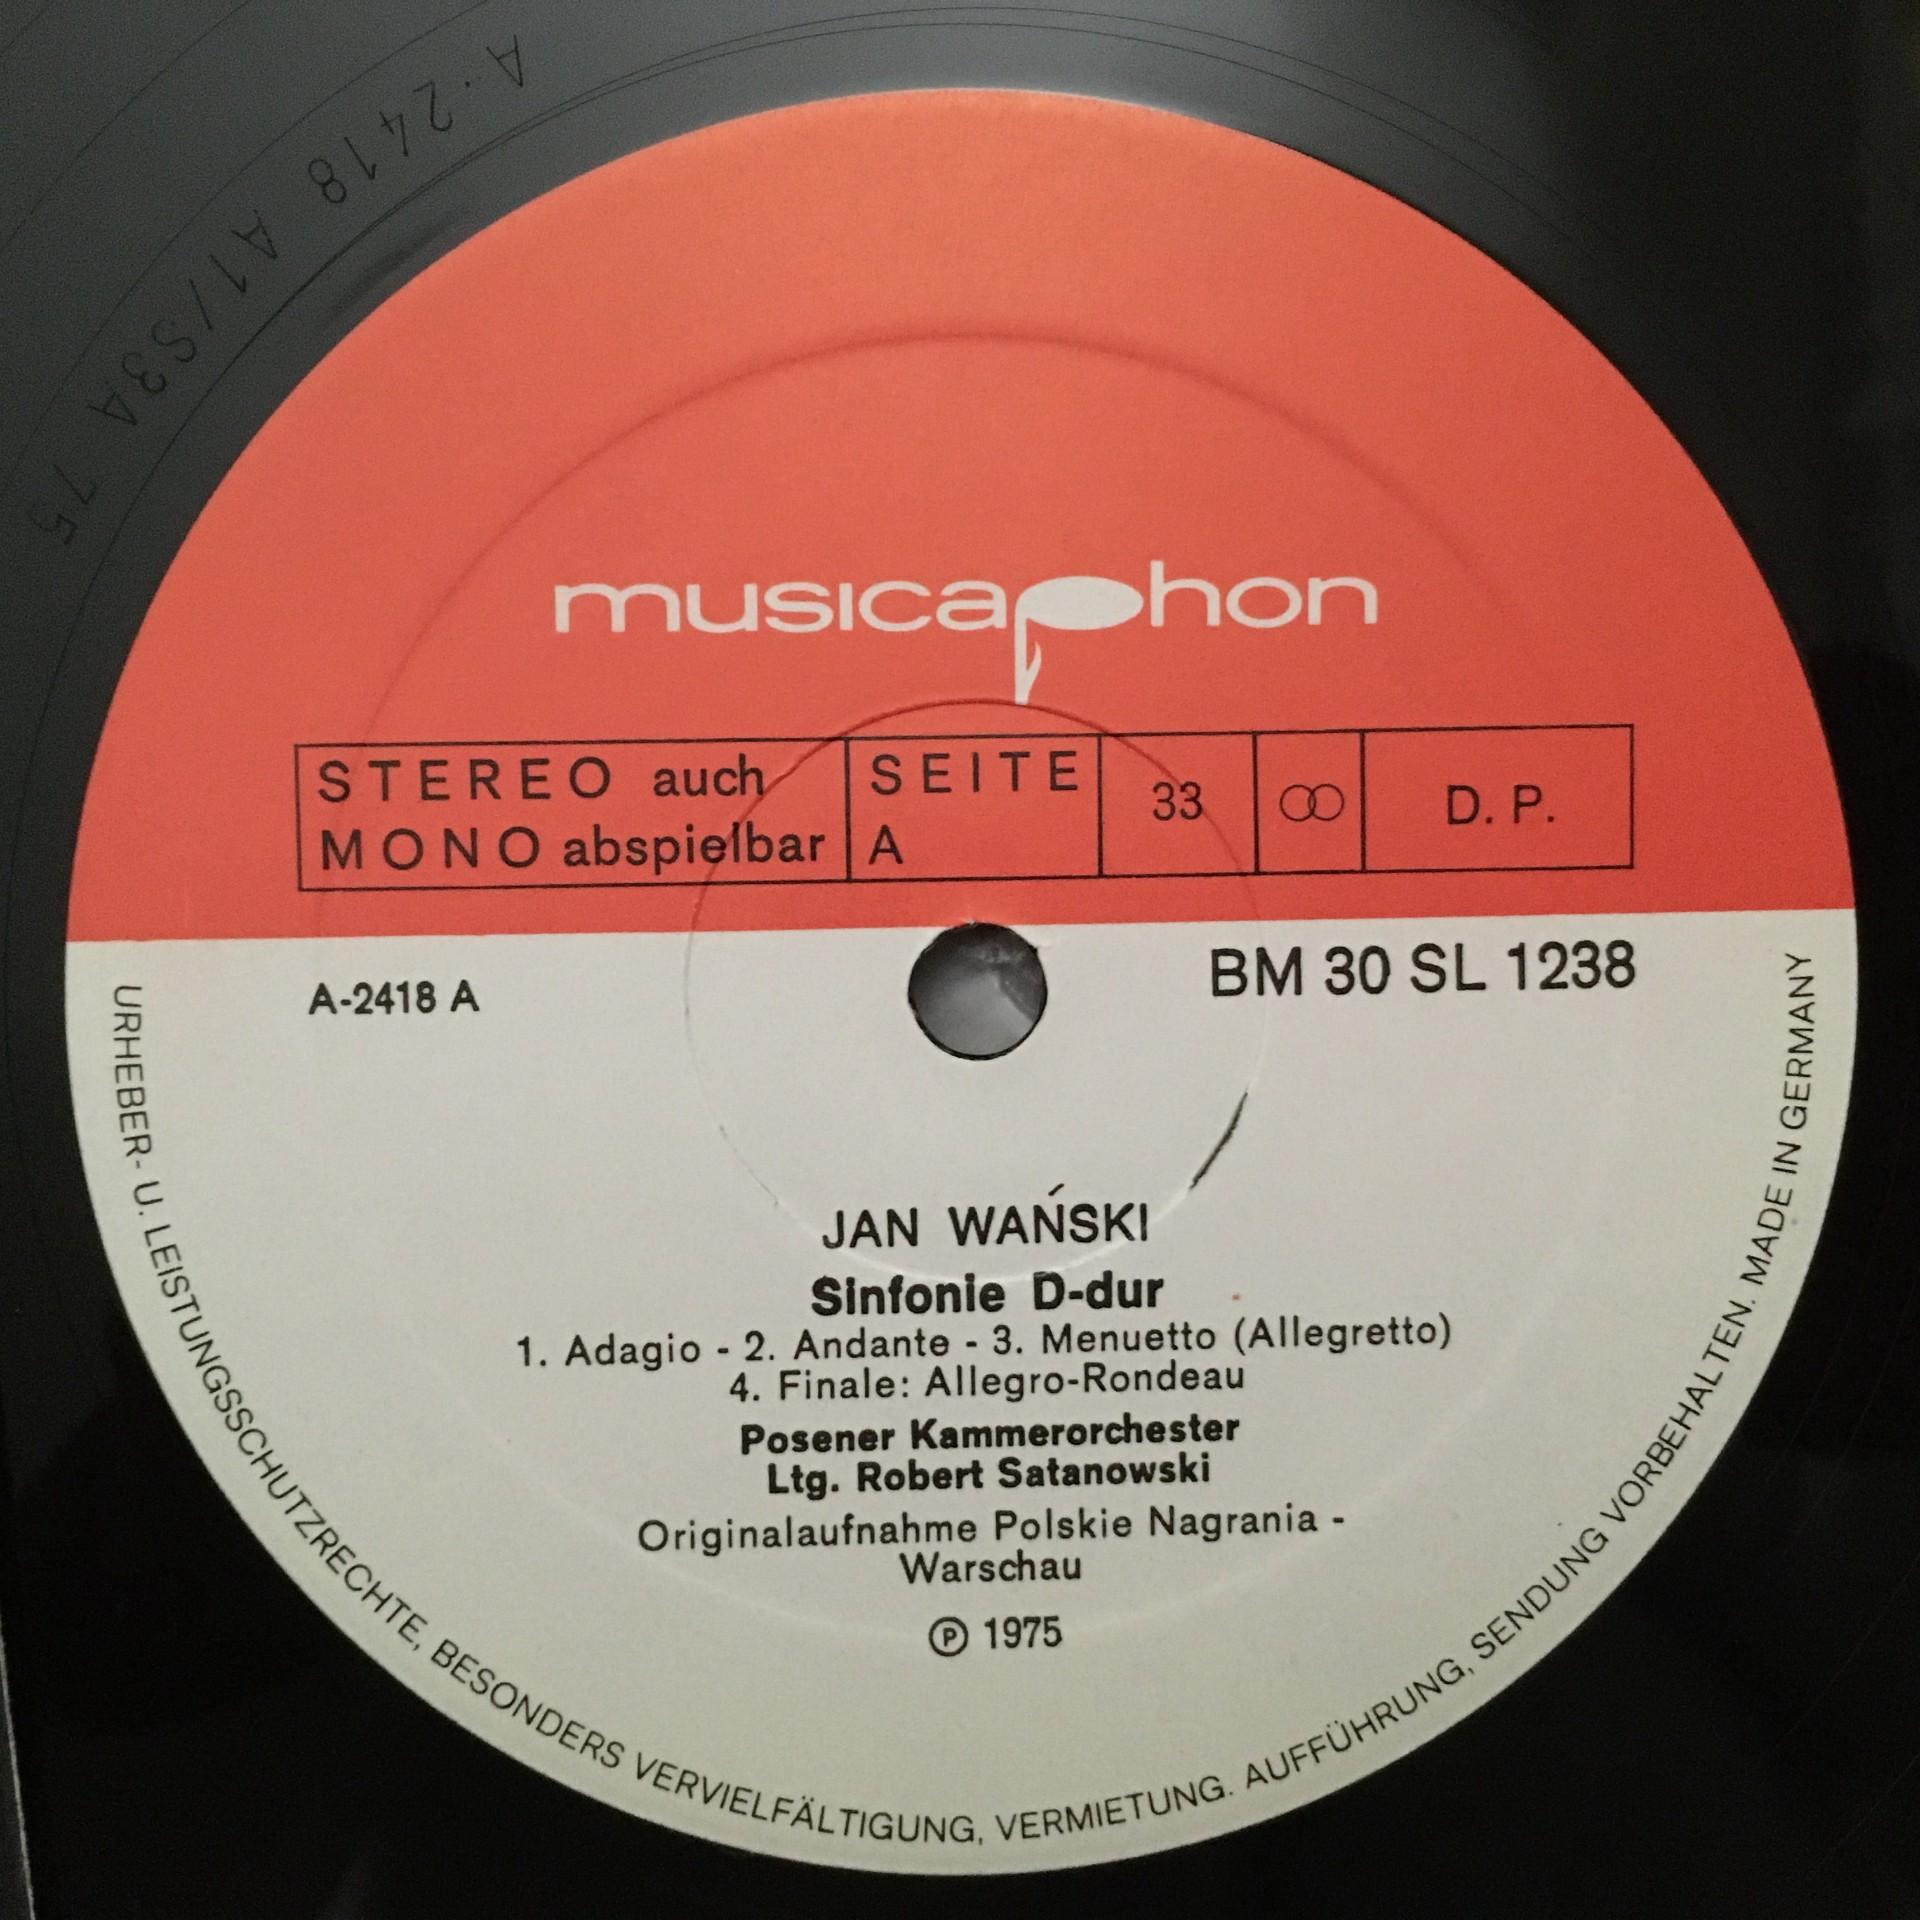 A-2418 A1/S3A 75
musicaphon
STEREO auch
MONO abspielbar
SEITE
A
33
D. P.
A-2418 A
BM 30 SL 1238
JAN WAŃSKI
Sinfonie D-dur
1. Adagio - 2. Andante - 3. Menuetto (Allegretto)
4. Finale: Allegro-Rondeau
Posener Kammerorchester
Ltg. Robert Satanowski
Originalaufnahme Polskie Nagrania -
Warschau
℗ 1975
URHEBER- U. LEISTUNGSSCHUTZRECHTE, BESONDERS VERVIELFÄLTIGUNG, VERMIETUNG. AUFFÜHRUNG, SENDUNG VORBEHALTEN. MADE IN GERMANY